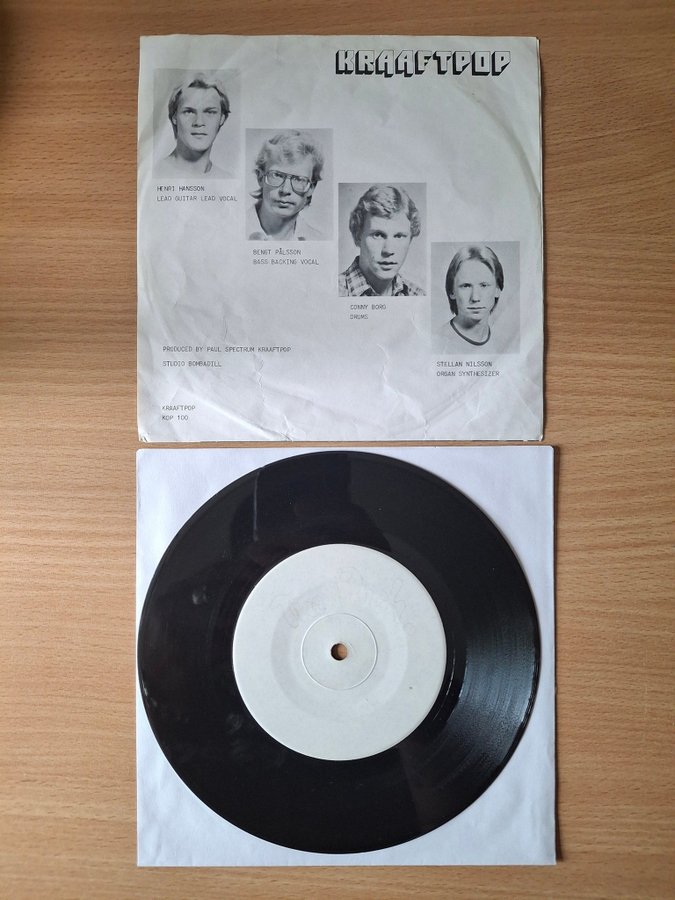 KRAAFTPOP
HENRI HANSSON
LEAD GUITAR LEAD VOCAL
BENGT PÅLSSON
BASS BACKING VOCAL
CONNY BORG
DRUMS
STELLAN NILSSON
ORGAN SYNTHESIZER
PRODUCED BY PAUL SPECTRUM KRAAFTPOP
STUDIO BOMBADILL
KRAAFTPOP
KOP 100